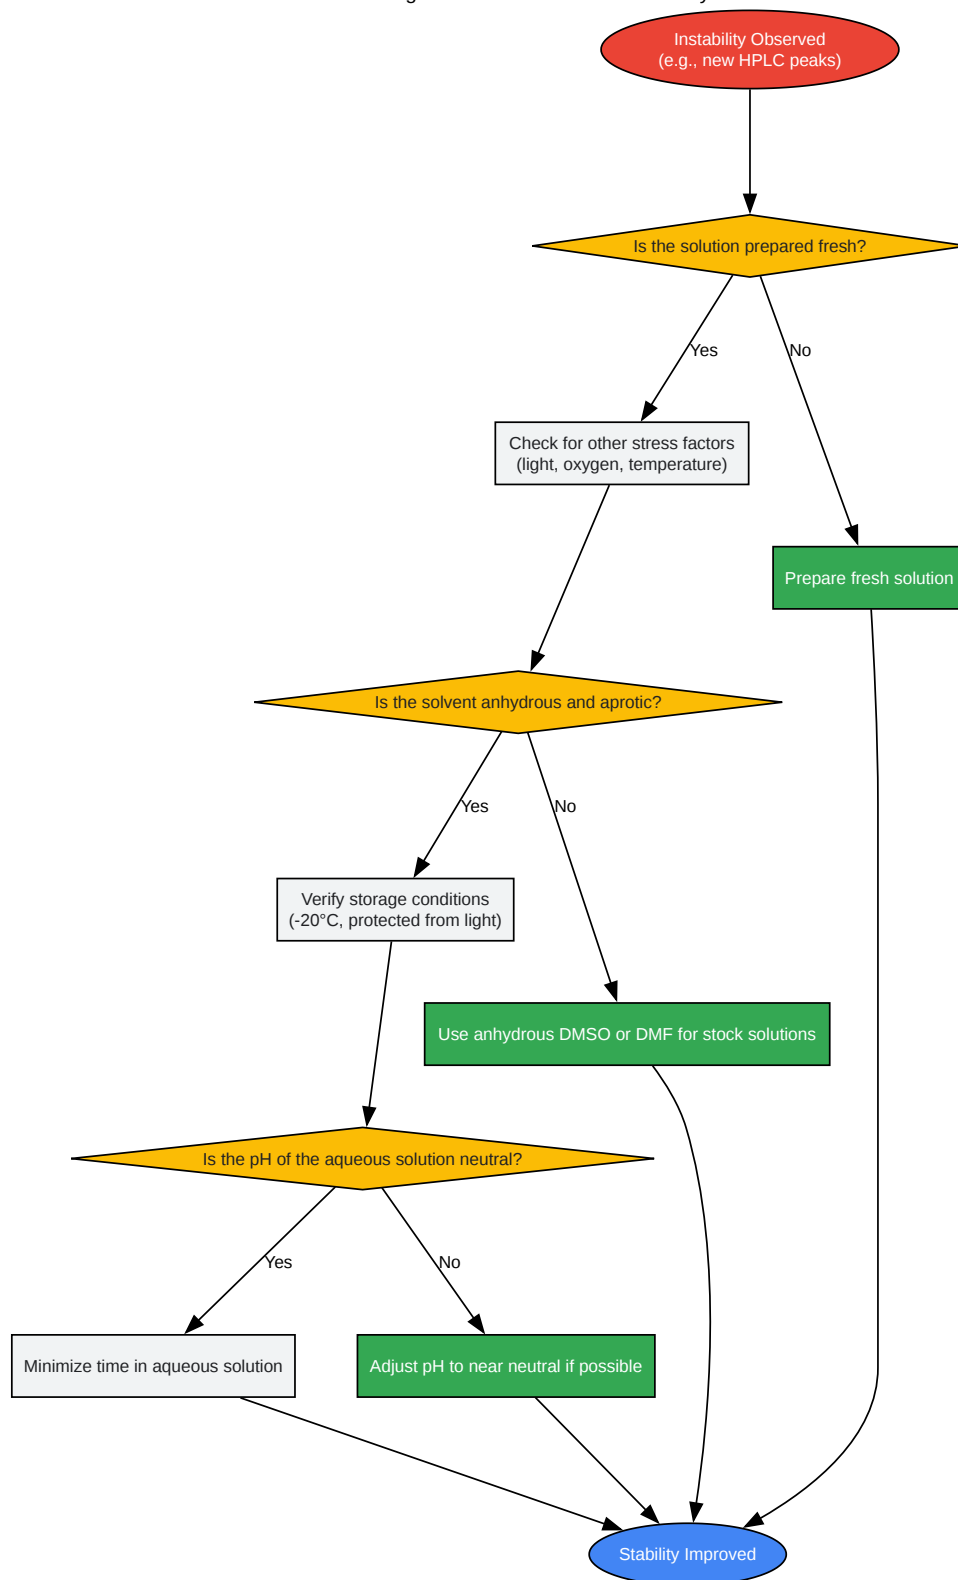 Instability Observed
(e.g., new HPLC peaks)
Is the solution prepared fresh?
Yes
No
Check for other stress factors
(light, oxygen, temperature)
Prepare fresh solution
Is the solvent anhydrous and aprotic?
Yes
No
Verify storage conditions
(-20°C, protected from light)
Use anhydrous DMSO or DMF for stock solutions
Is the pH of the aqueous solution neutral?
Yes
No
Minimize time in aqueous solution
Adjust pH to near neutral if possible
Stability Improved